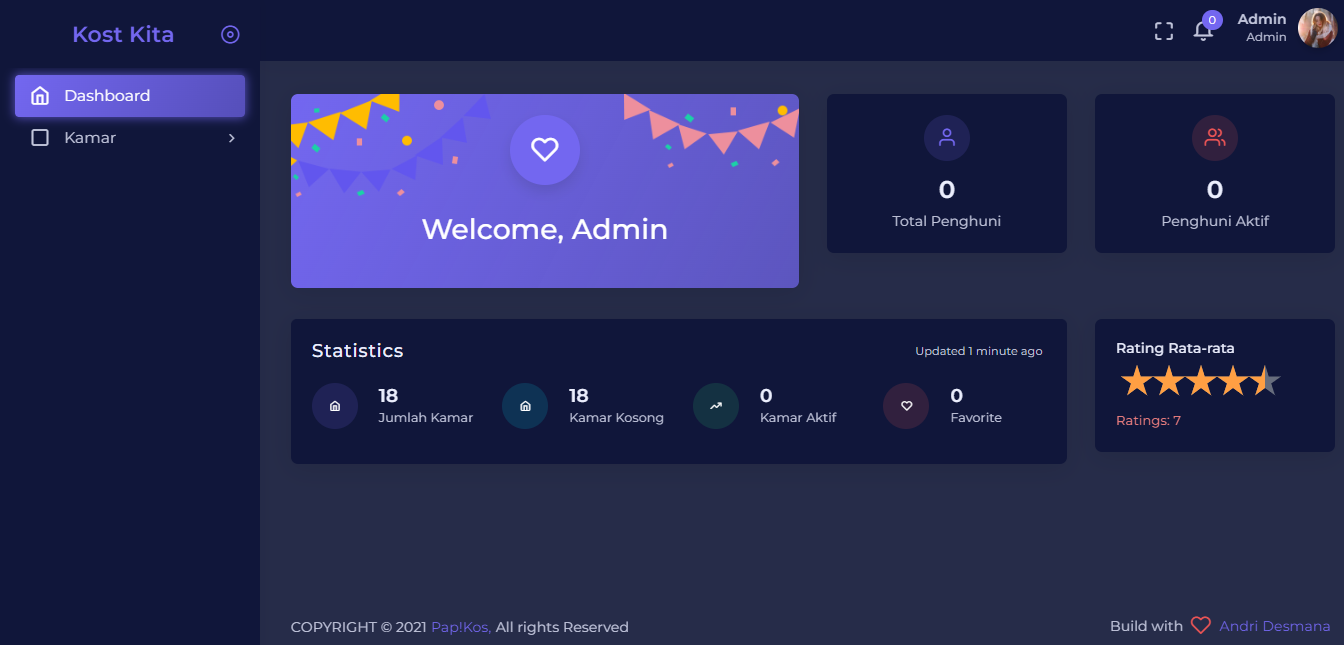 Kost Kita
0
Admin
Admin
Dashboard
Kamar
Welcome, Admin
0
Total Penghuni
0
Penghuni Aktif
Statistics
Updated 1 minute ago
18
Jumlah Kamar
18
Kamar Kosong
0
Kamar Aktif
0
Favorite
Rating Rata-rata
Ratings: 7
COPYRIGHT © 2021 Pap!Kos, All rights Reserved
Build with Andri Desmana